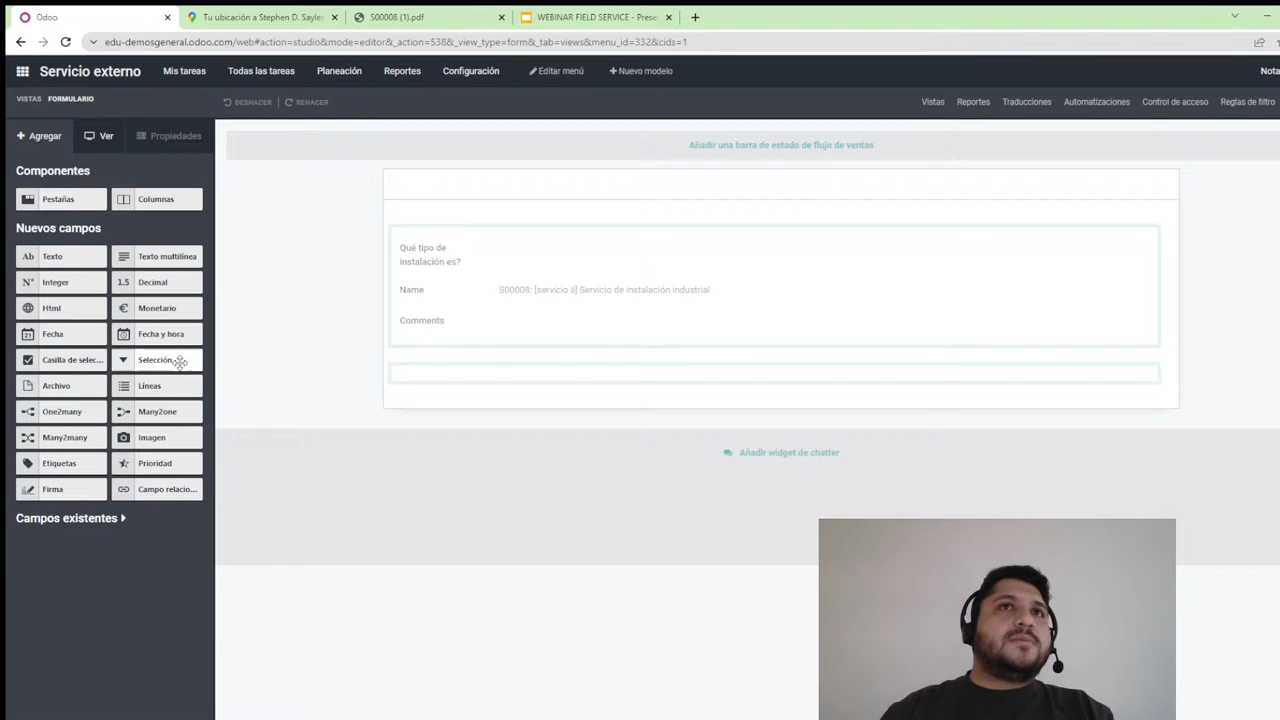 Odoo
Tu ubicación a Stephen D. Sayles
S00008 (1).pdf
WEBINAR FIELD SERVICE - Prese
edu-demosgeneral.odoo.com/web#action=studio&mode=editor&_action=538&_view_type=form&_tab=views&menu_id=332&cids=1
Servicio externo Mis tareas Todas las tareas Planeación Reportes Configuración Editar menú + Nuevo modelo Nota
VISTAS FORMULARIO DESHACER REHACER Vistas Reportes Traducciones Automatizaciones Control de acceso Reglas de filtro
+ Agregar Ver Propiedades
Añadir una barra de estado de flujo de ventas
Componentes
Pestañas Columnas
Nuevos campos
Ab Texto Texto multilínea
N° Integer 1.5 Decimal
Html € Monetario
Fecha Fecha y hora
Casilla de selec... Selección
Archivo Líneas
One2many Many2one
Many2many Imagen
Etiquetas Prioridad
Firma Campo relacio...
Campos existentes
Qué tipo de
instalación es?
Name S00008: [servicio ii] Servicio de instalación industrial
Comments
Añadir widget de chatter